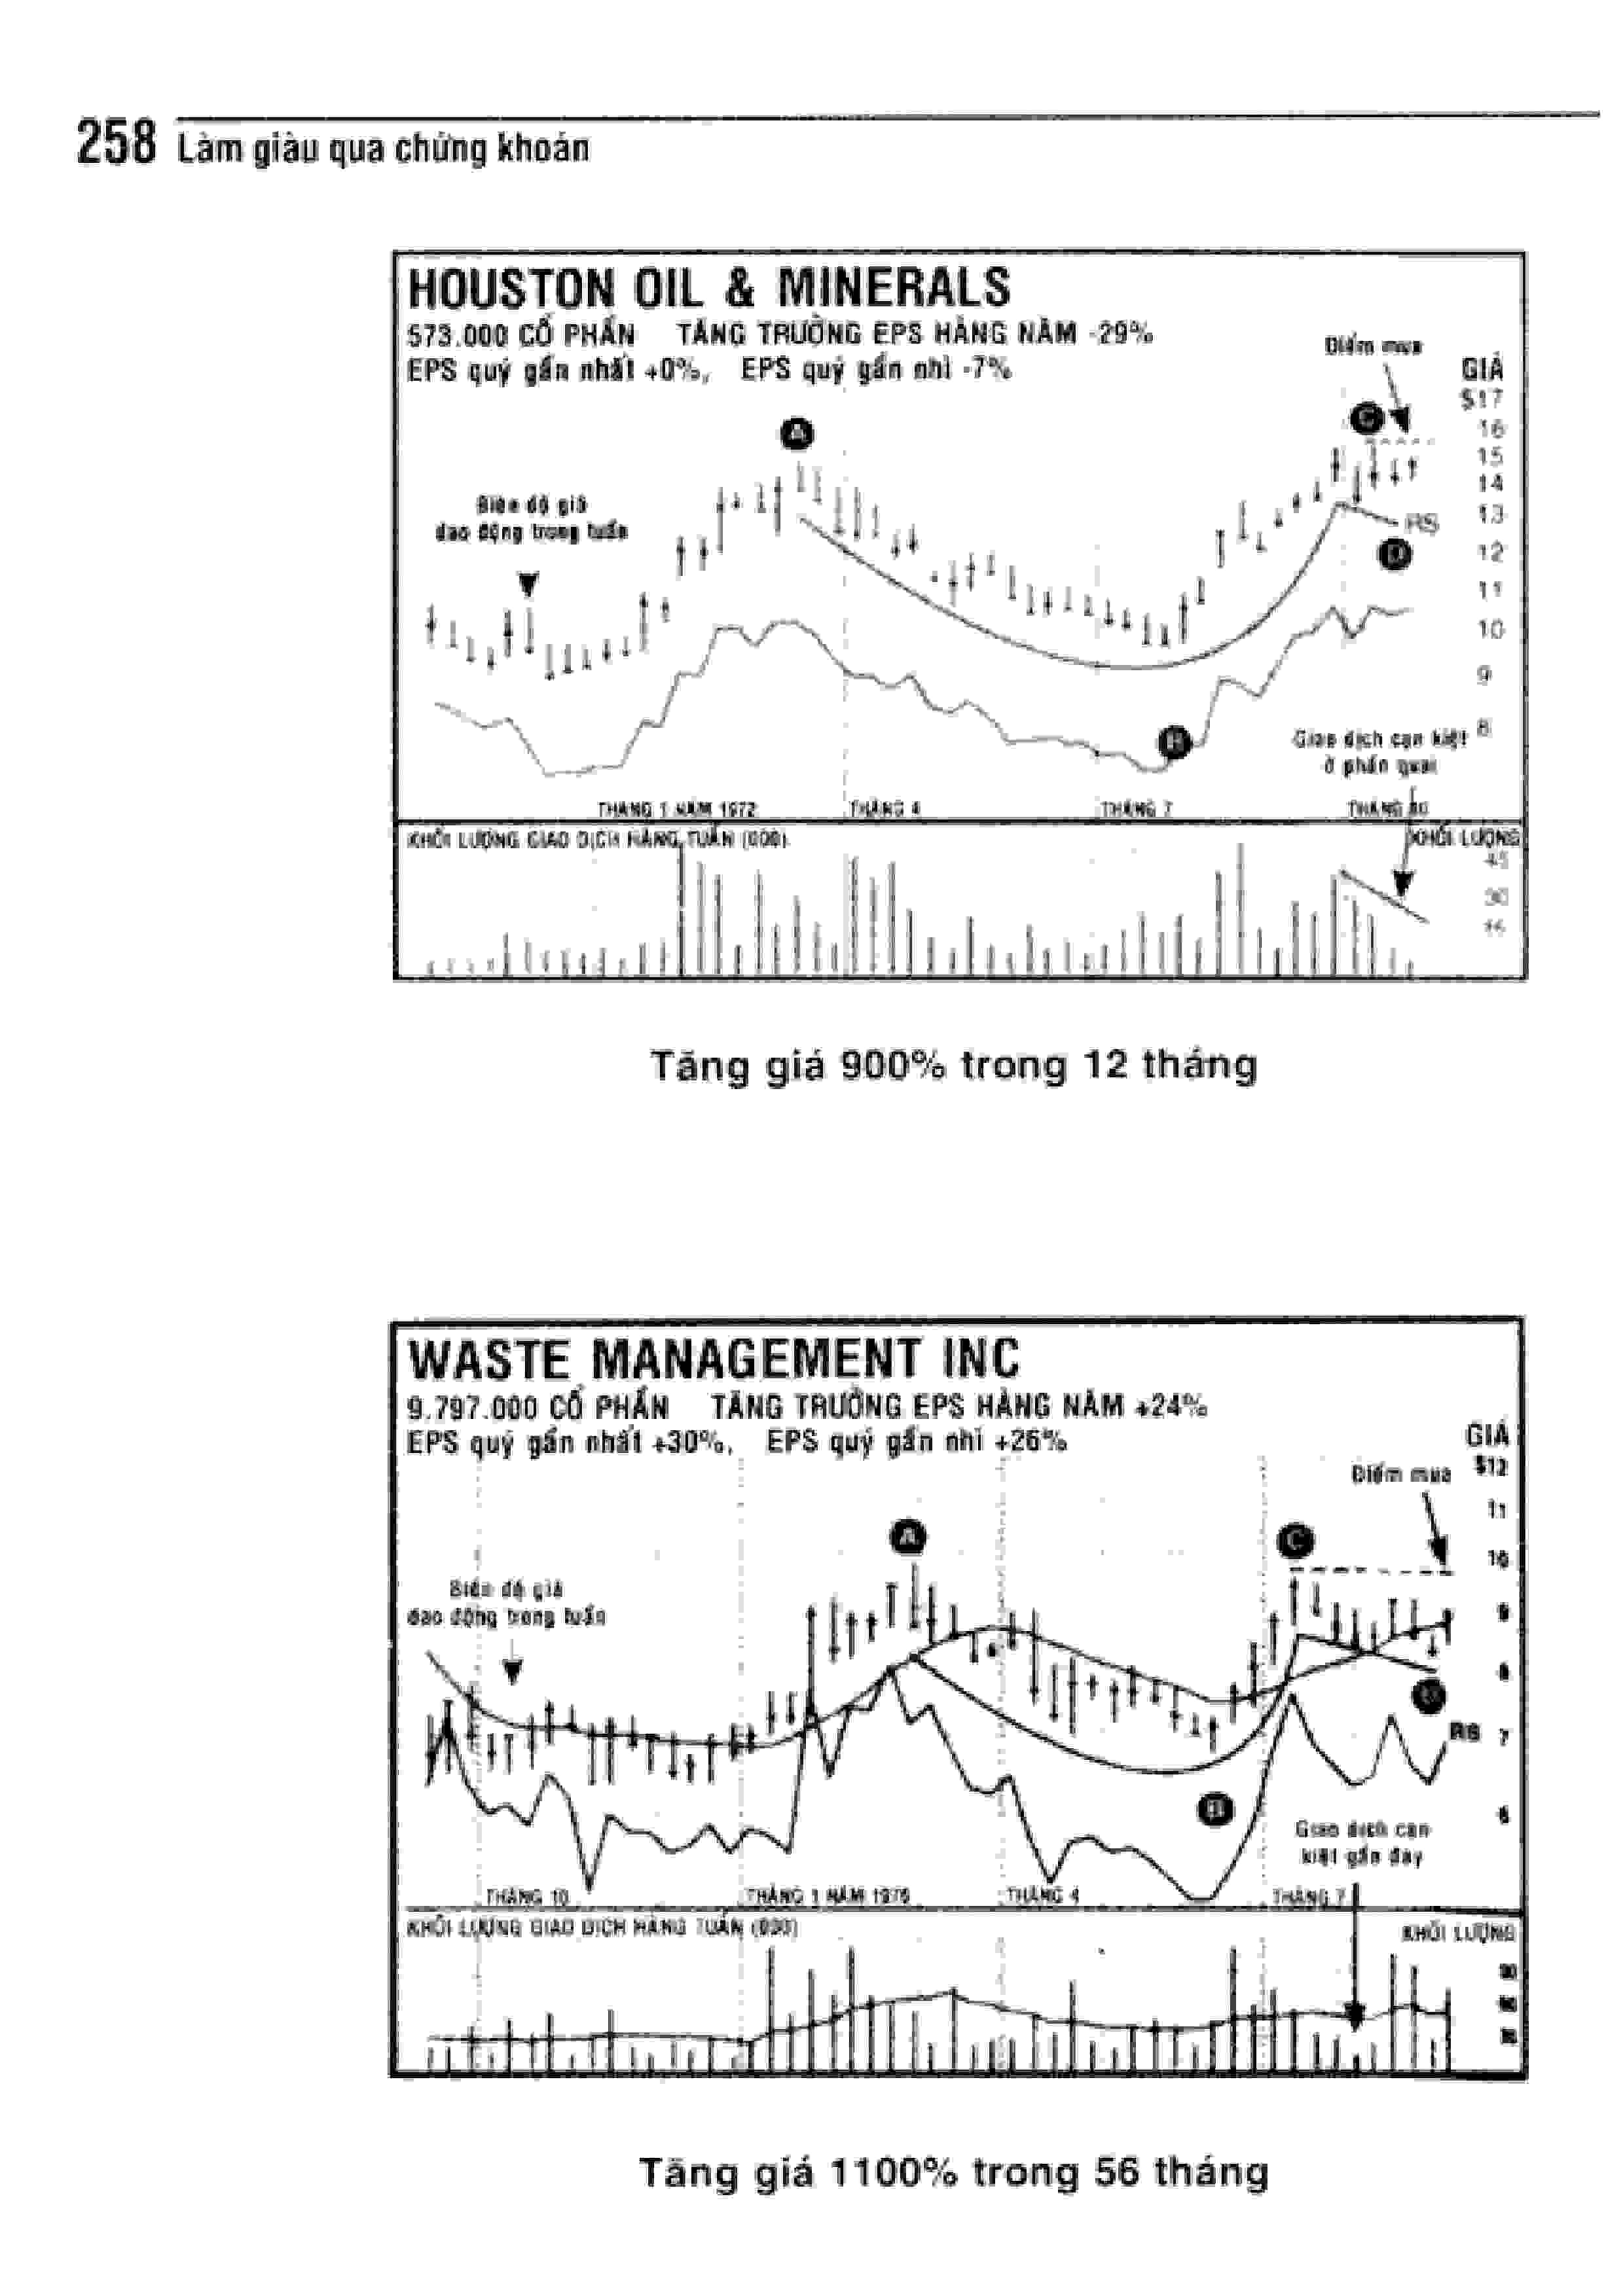 258 Làm giàu qua chứng khoán
HOUSTON OIL & MINERALS
573.000 CỔ PHẦN TĂNG TRƯỞNG EPS HÀNG NĂM -29%
EPS quý gần nhất +0%, EPS quý gần nhì -7%
Điểm mua
GIÁ
$17
A
C
16
15
14
Biên độ giá
dao động trong tuần
13
RS
D
12
11
10
9
8
B
Giao dịch cạn kiệt
ở phần quai
THÁNG 1 NĂM 1972
THÁNG 4
THÁNG 7
THÁNG 10
KHỐI LƯỢNG GIAO DỊCH HÀNG TUẦN (000)
KHỐI LƯỢNG
45
30
15
Tăng giá 900% trong 12 tháng
WASTE MANAGEMENT INC
9.797.000 CỔ PHẦN TĂNG TRƯỞNG EPS HÀNG NĂM +24%
EPS quý gần nhất +30%, EPS quý gần nhì +26%
GIÁ
$12
Điểm mua
11
A
C
10
Biên độ giá
dao động trong tuần
9
8
RS
7
B
6
Giao dịch cạn
kiệt gần đây
THÁNG 10
THÁNG 1 NĂM 1976
THÁNG 4
THÁNG 7
KHỐI LƯỢNG GIAO DỊCH HÀNG TUẦN (000)
KHỐI LƯỢNG
Tăng giá 1100% trong 56 tháng